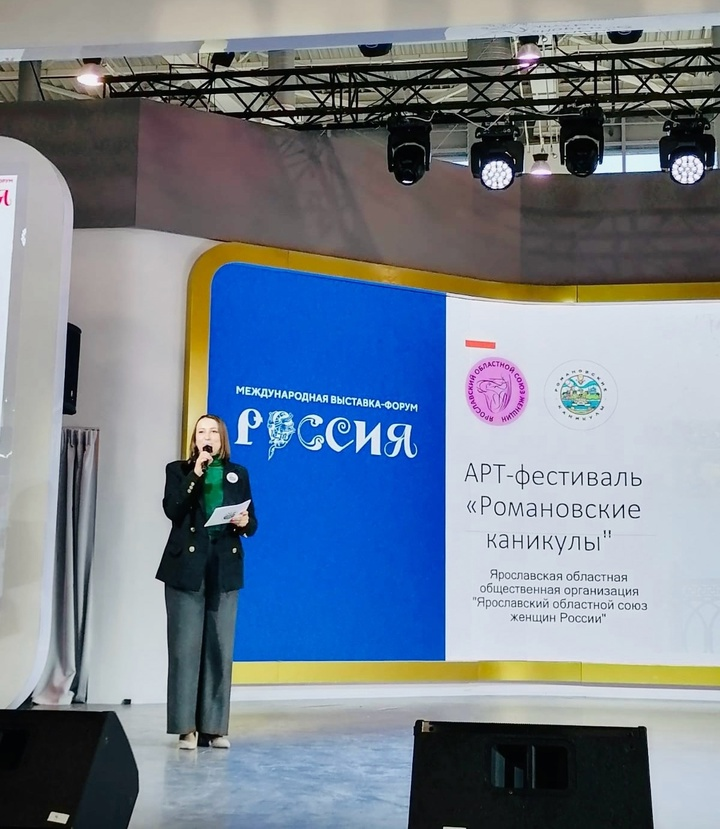 МЕЖДУНАРОДНАЯ ВЫСТАВКА-ФОРУМ
РОССИЯ
ЯРОСЛАВСКИЙ ОБЛАСТНОЙ СОЮЗ ЖЕНЩИН
РОМАНОВСКИЕ
КАНИКУЛЫ
АРТ-фестиваль
«Романовские
каникулы"
Ярославская областная
общественная организация
"Ярославский областной союз
женщин России"